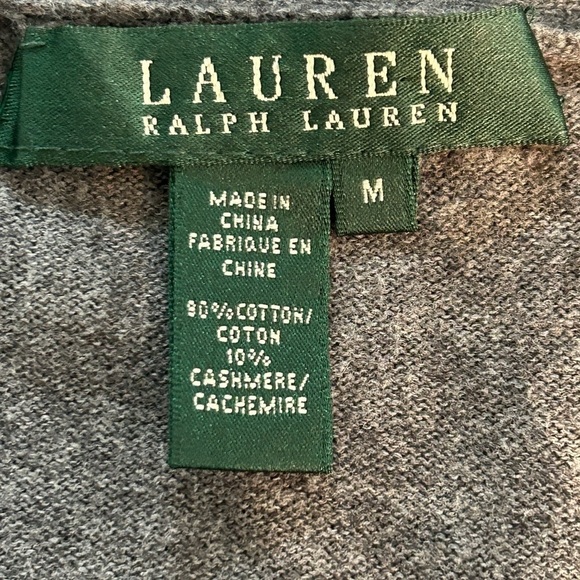 LAUREN
RALPH LAUREN
M
MADE IN
CHINA
FABRIQUE EN
CHINE
90% COTTON/
COTON
10%
CASHMERE/
CACHEMIRE